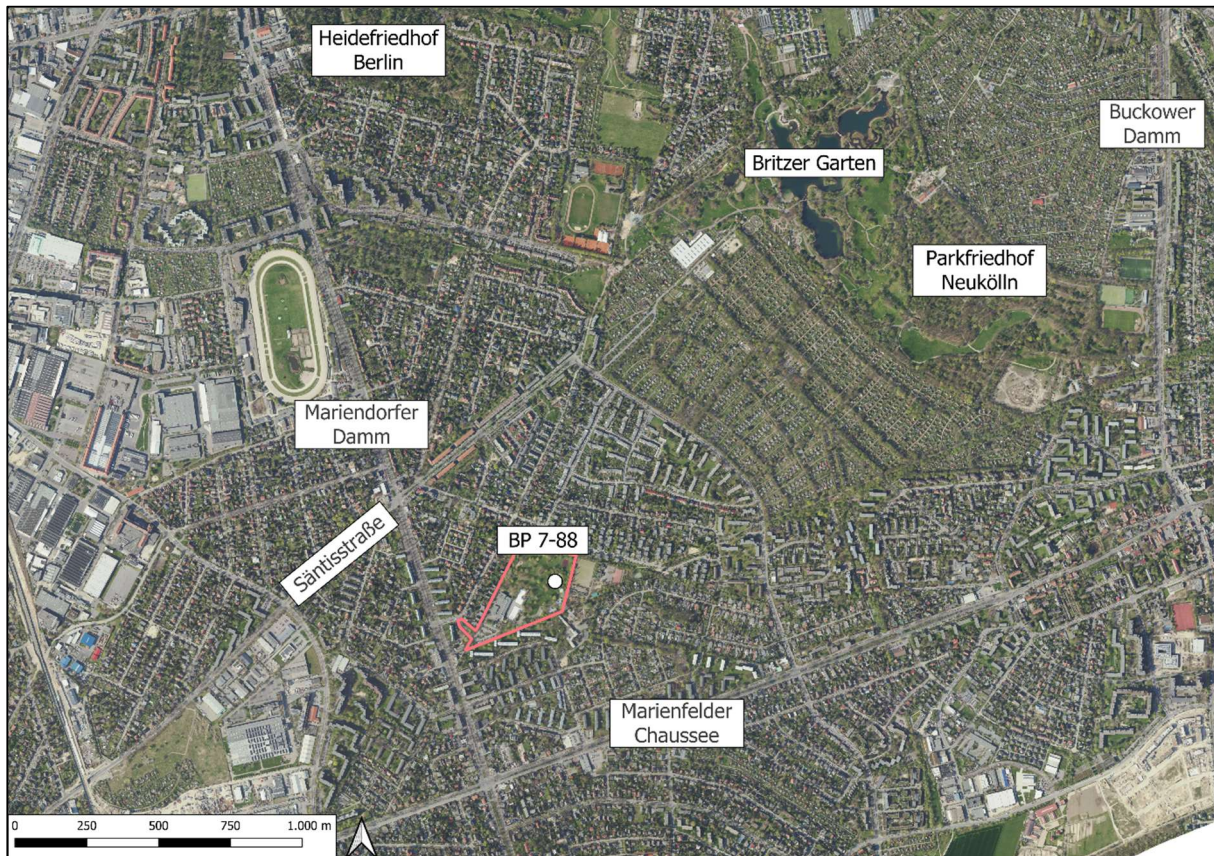 Heidefriedhof
Berlin
Buckower
Damm
Britzer Garten
Parkfriedhof
Neukölln
Mariendorfer
Damm
Säntisstraße
BP 7-88
Marienfelder
Chaussee
0 250 500 750 1.000 m